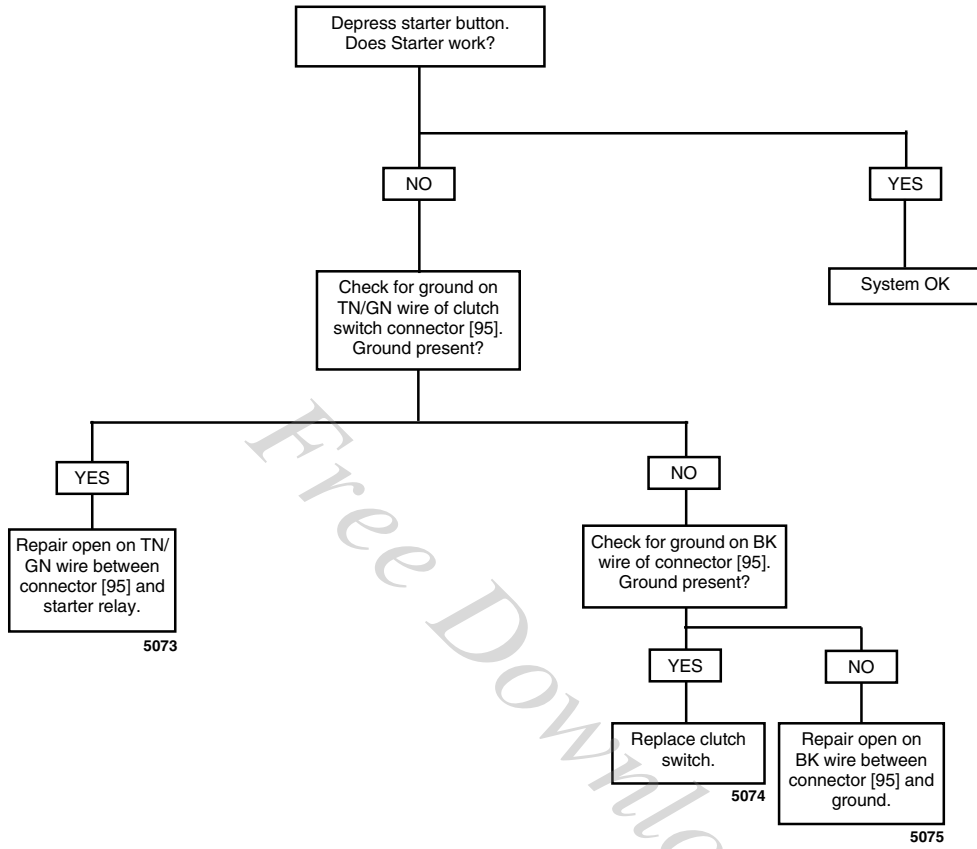 Depress starter button.
Does Starter work?
NO
YES
Check for ground on
TN/GN wire of clutch
switch connector [95].
Ground present?
System OK
YES
NO
Repair open on TN/
GN wire between
connector [95] and
starter relay.
5073
Check for ground on BK
wire of connector [95].
Ground present?
YES
NO
Replace clutch
switch.
5074
Repair open on
BK wire between
connector [95] and
ground.
5075
Free Downlo